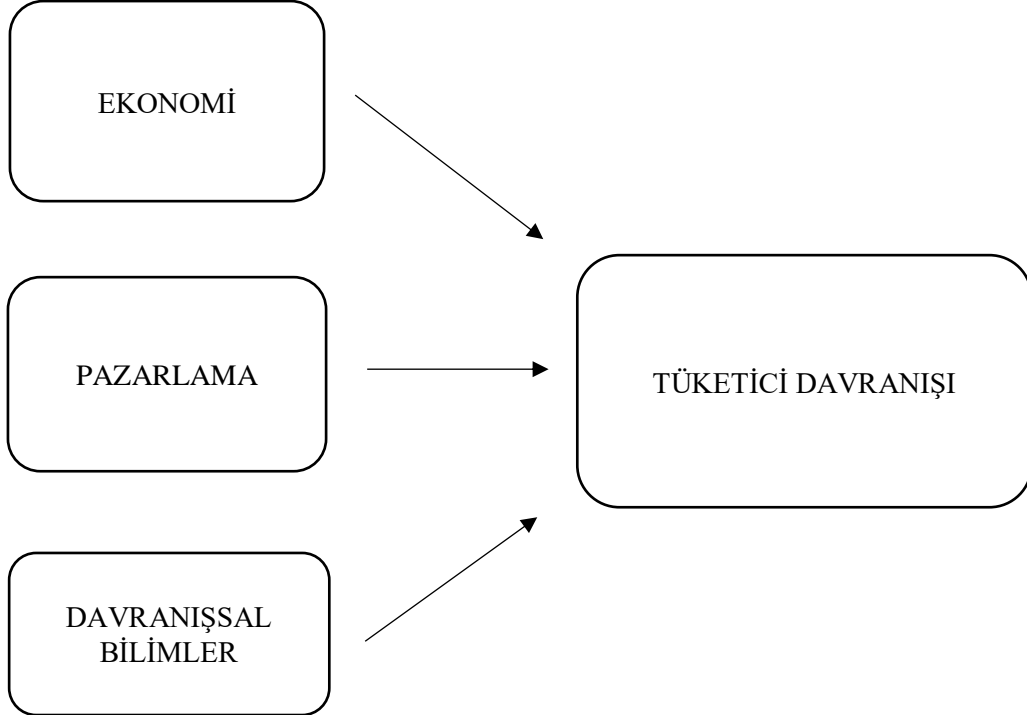 EKONOMİ
PAZARLAMA
TÜKETİCİ DAVRANIŞI
DAVRANIŞSAL
BİLİMLER